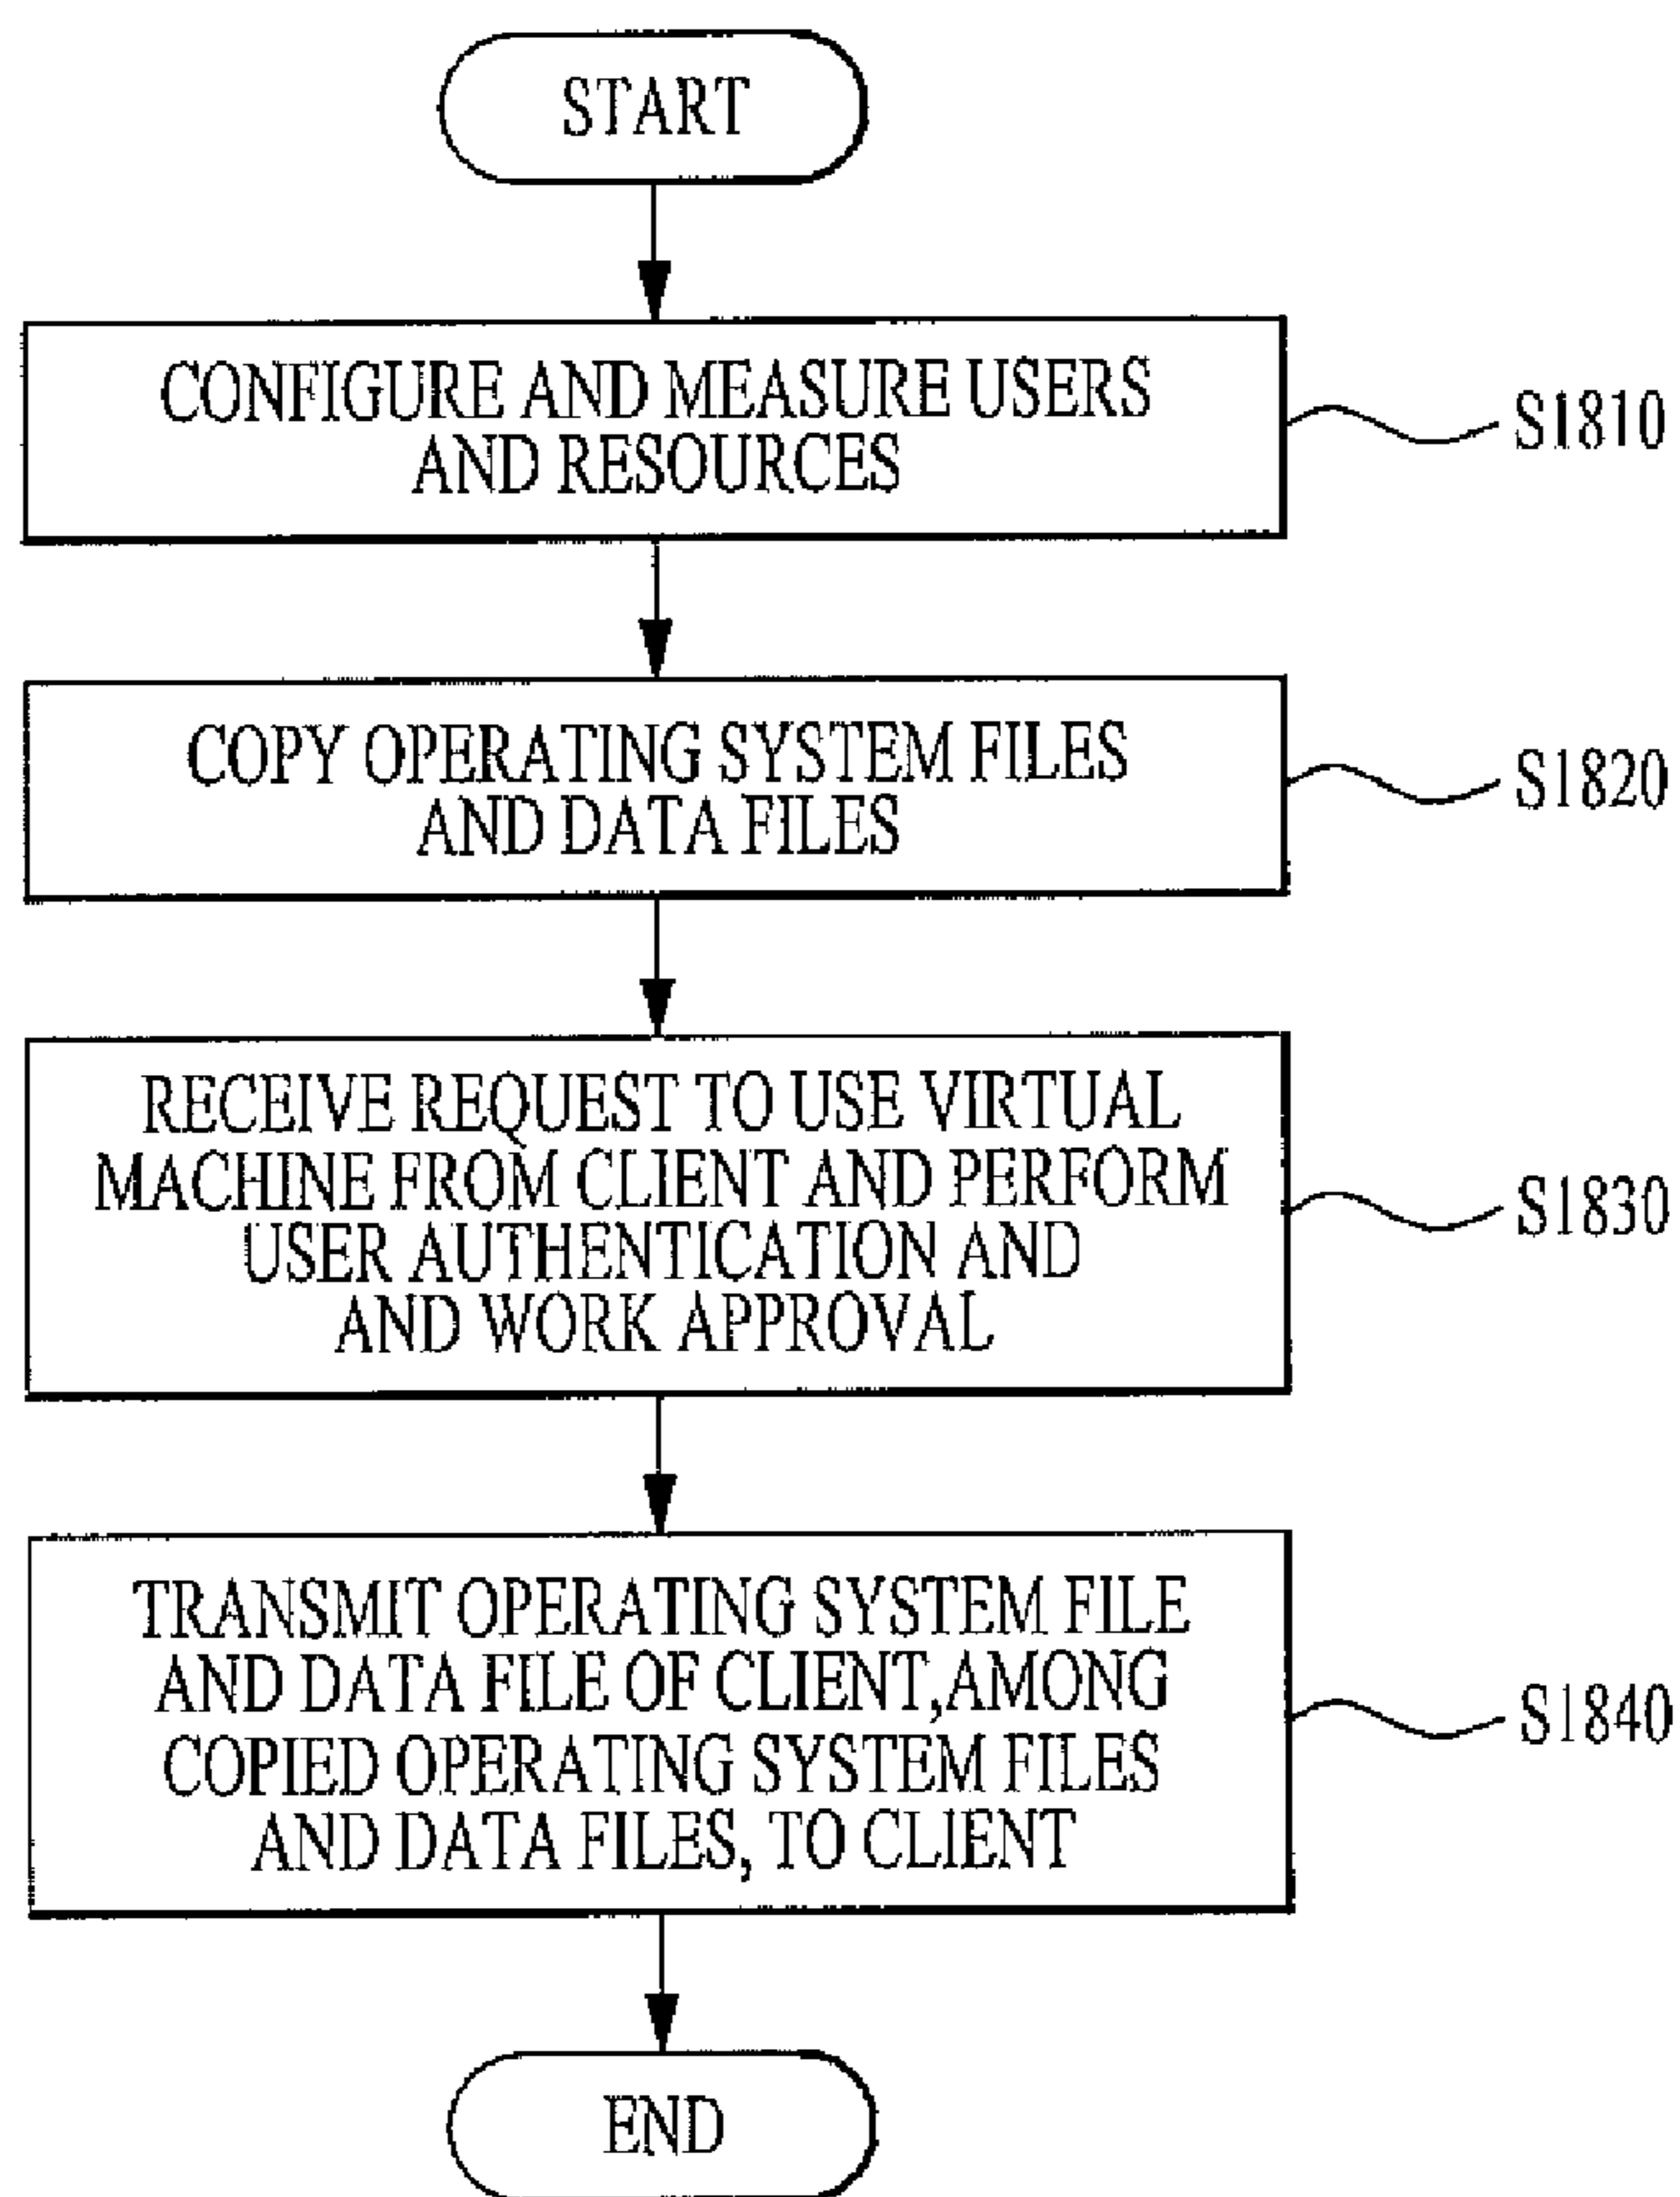 START
CONFIGURE AND MEASURE USERS
AND RESOURCES
S1810
COPY OPERATING SYSTEM FILES
AND DATA FILES
S1820
RECEIVE REQUEST TO USE VIRTUAL
MACHINE FROM CLIENT AND PERFORM
USER AUTHENTICATION AND
AND WORK APPROVAL
S1830
TRANSMIT OPERATING SYSTEM FILE
AND DATA FILE OF CLIENT,AMONG
COPIED OPERATING SYSTEM FILES
AND DATA FILES, TO CLIENT
S1840
END